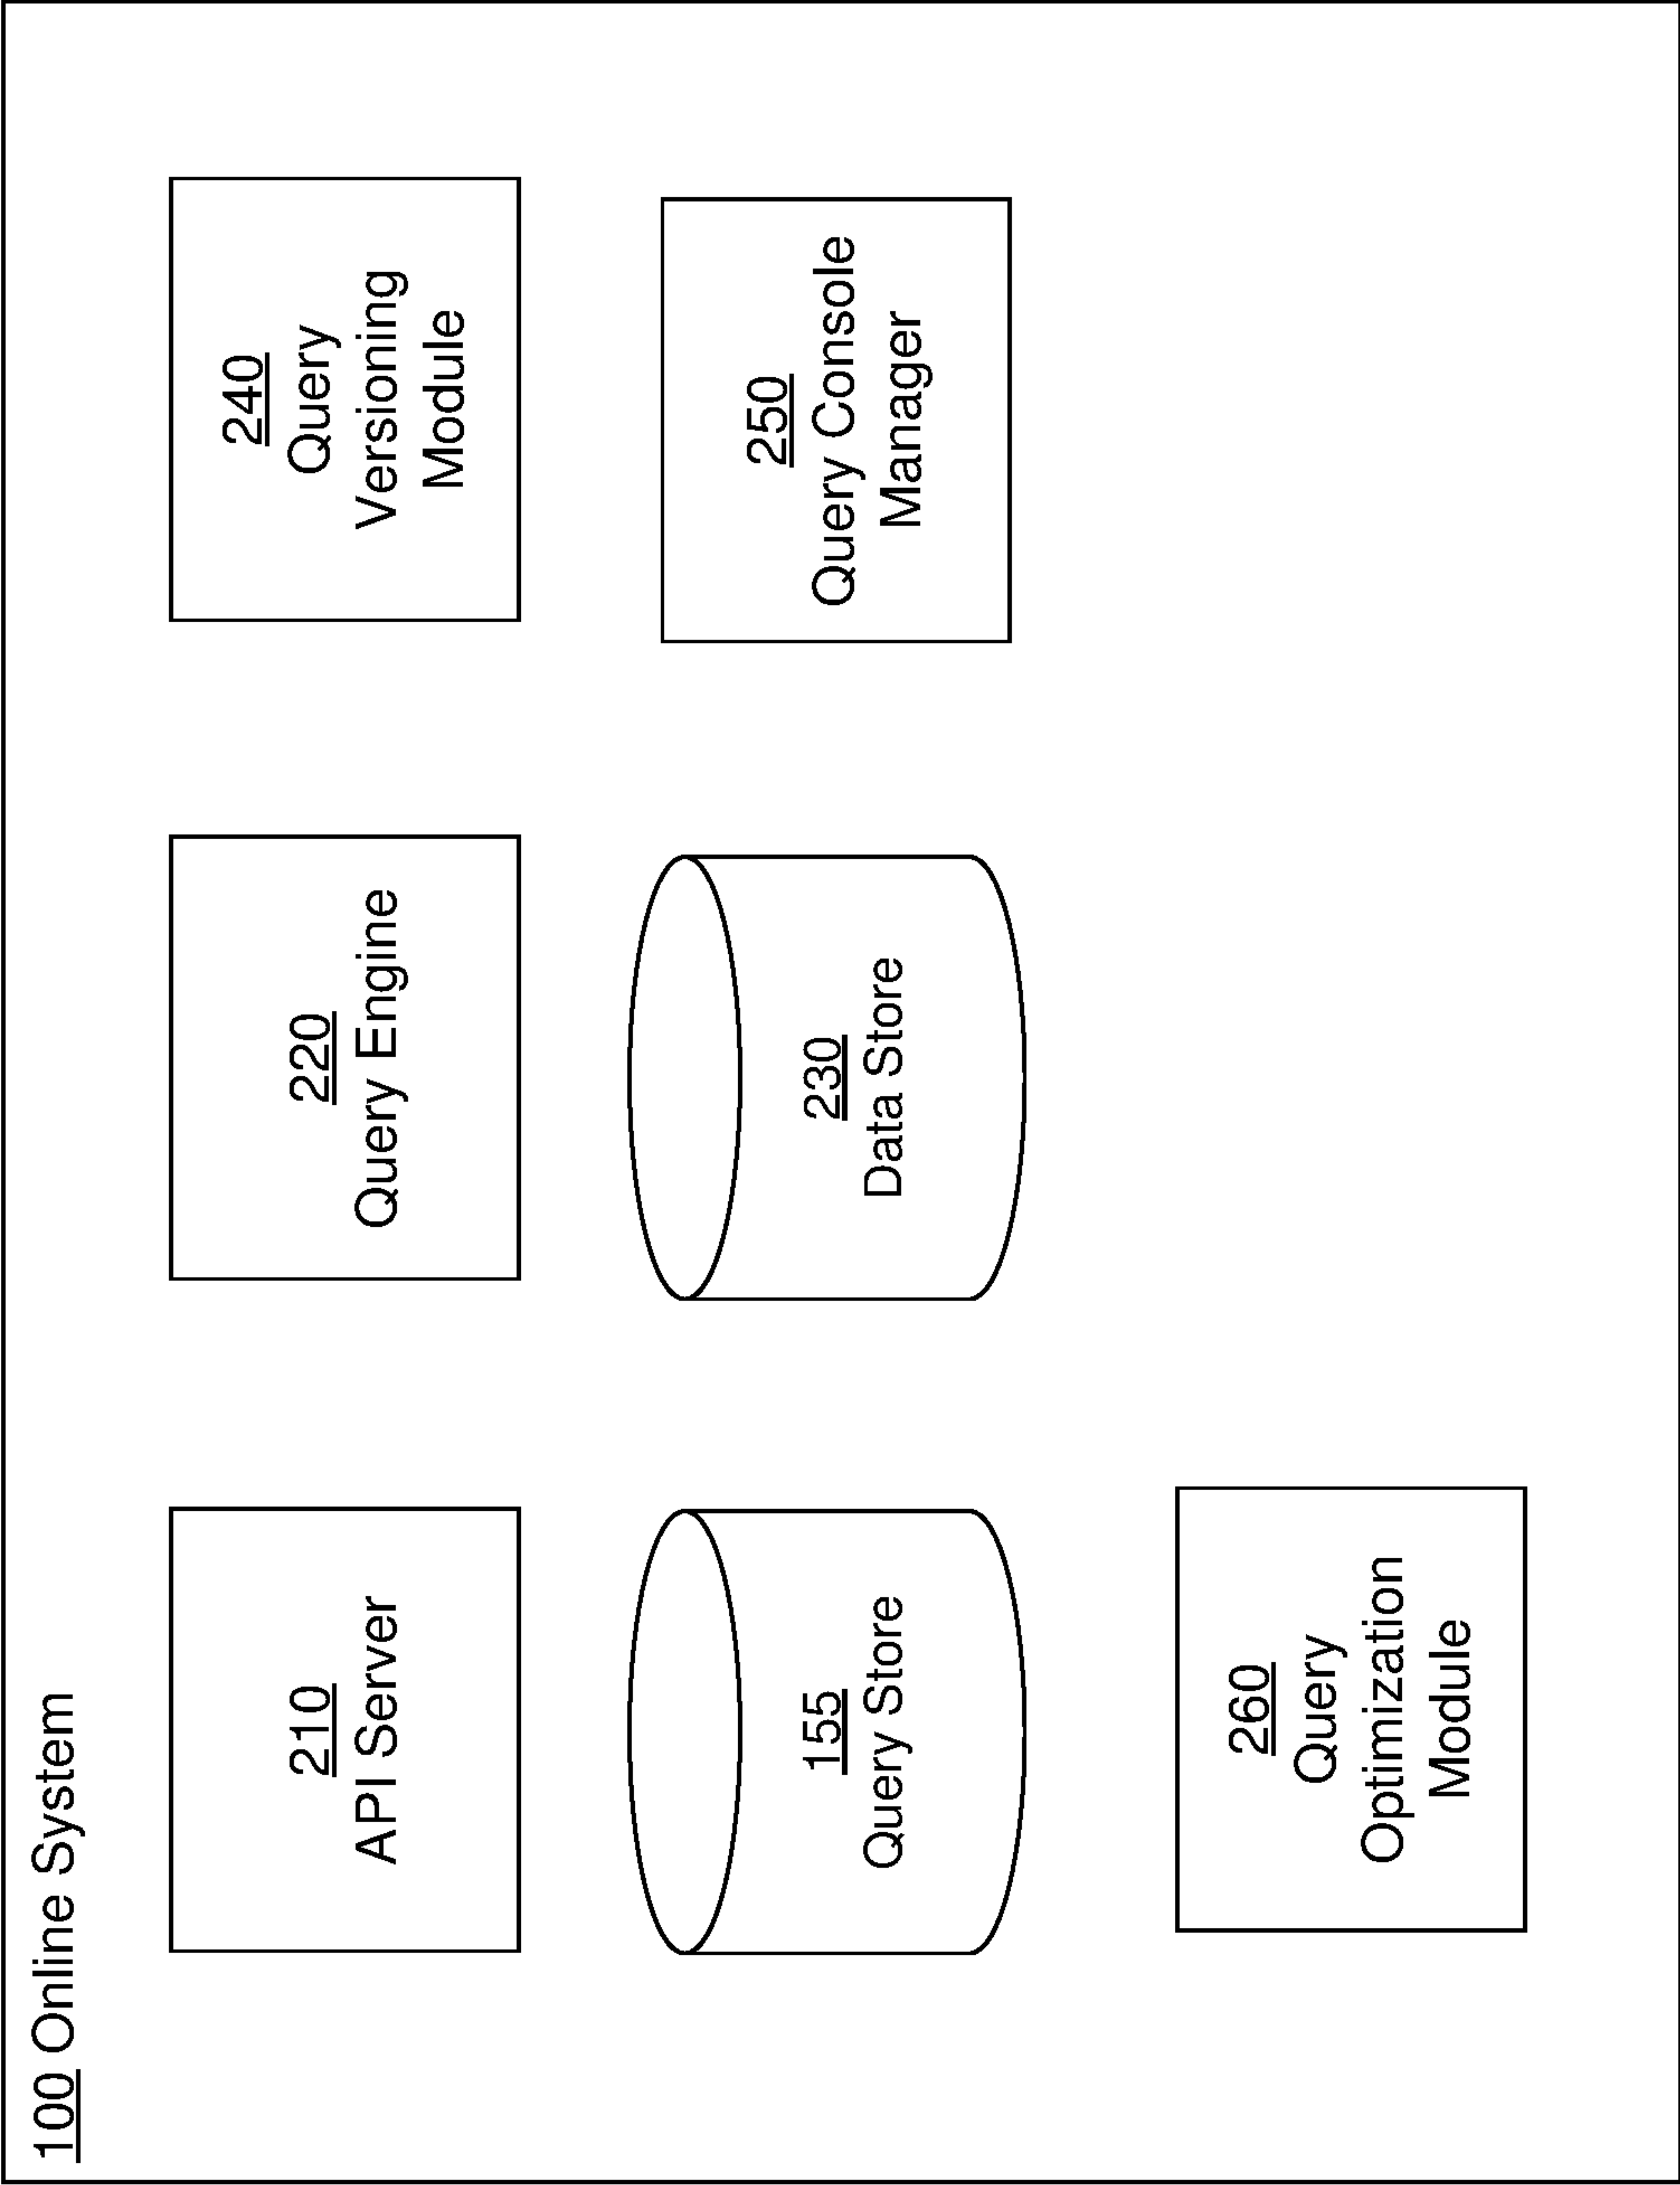 100 Online System
210
API Server
220
Query Engine
240
Query
Versioning
Module
155
Query Store
230
Data Store
250
Query Console
Manager
260
Query
Optimization
Module